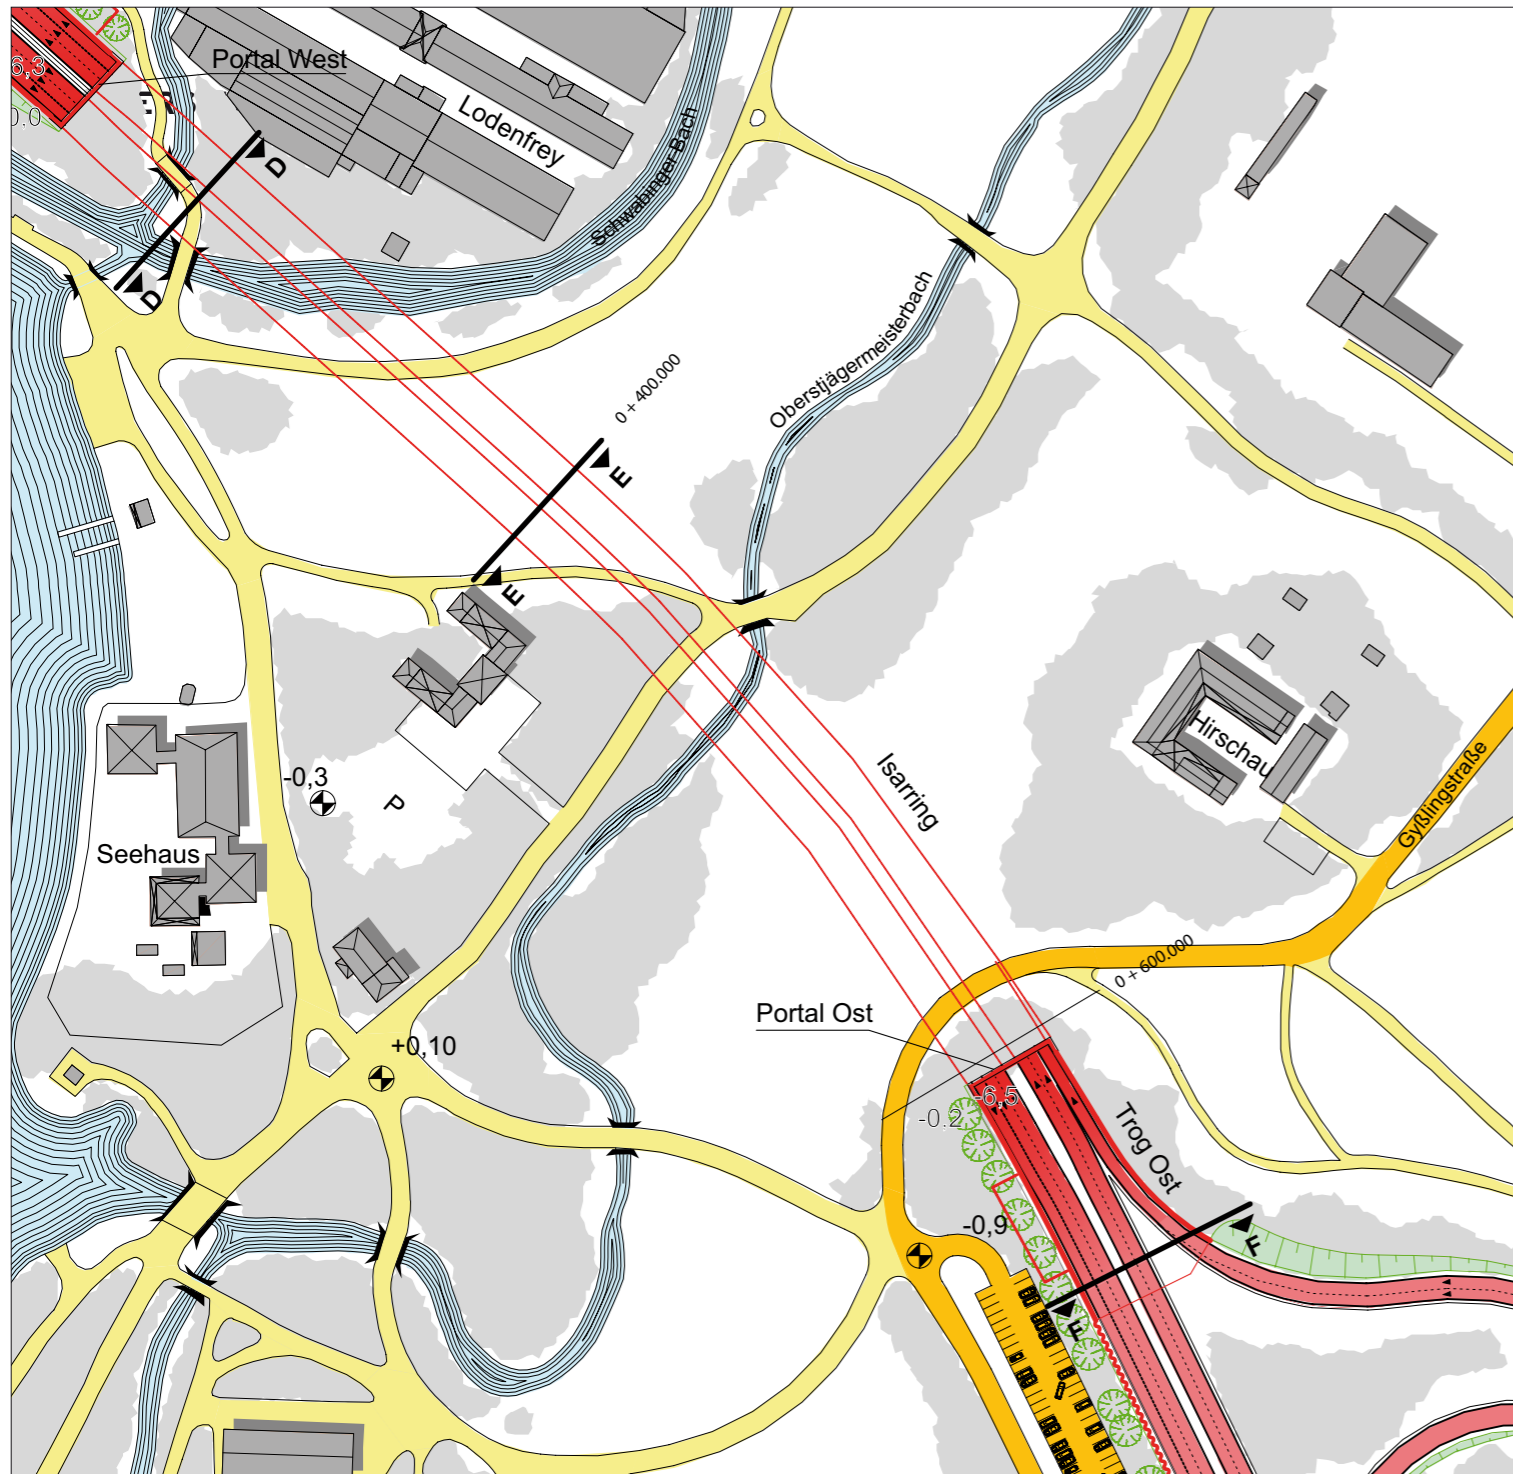 Portal West
6,3
0,0
Lodenfrey
Schwabinger Bach
D
D
0 + 400.000
Oberstjägermeisterbach
E
E
Hirschau
Gyßlingstraße
Isarring
-0,3
P
Seehaus
0 + 600.000
Portal Ost
+0,10
-6,5
-0,2
Trog Ost
-0,9
F
F